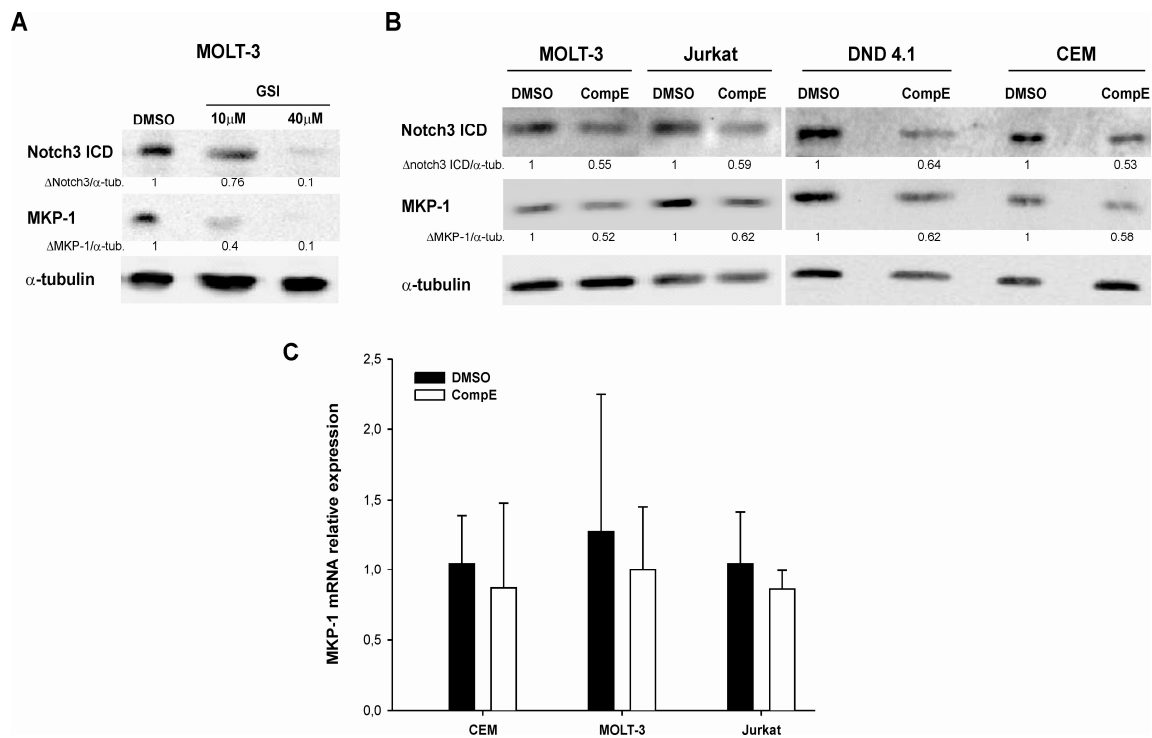 A
MOLT-3
GSI
DMSO 10µM 40µM
Notch3 ICD
ΔNotch3/α-tub. 1 0.76 0.1
MKP-1
ΔMKP-1/α-tub. 1 0.4 0.1
α-tubulin
B
MOLT-3 Jurkat DND 4.1 CEM
DMSO CompE DMSO CompE DMSO CompE DMSO CompE
Notch3 ICD
Δnotch3 ICD/α-tub. 1 0.55 1 0.59 1 0.64 1 0.53
MKP-1
ΔMKP-1/α-tub. 1 0.52 1 0.62 1 0.62 1 0.58
α-tubulin
C
MKP-1 mRNA relative expression
2,5
2,0
1,5
1,0
0,5
0,0
DMSO
CompE
CEM MOLT-3 Jurkat